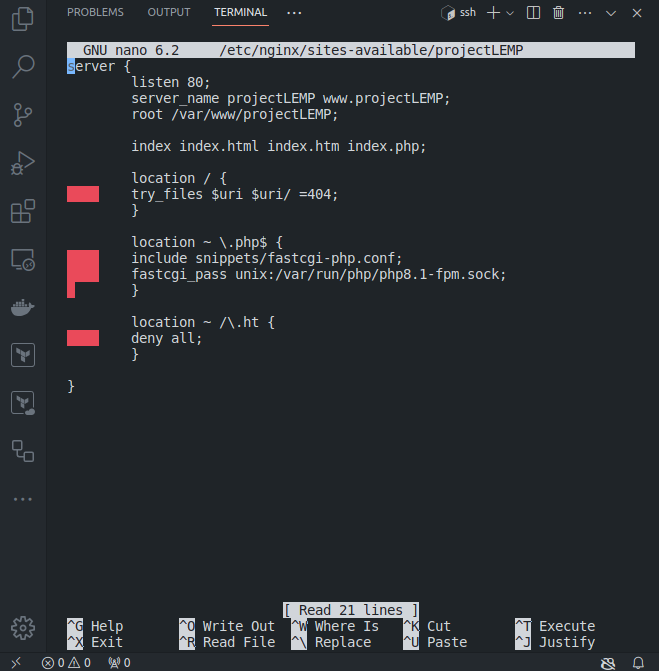 PROBLEMS OUTPUT TERMINAL ··· ssh
GNU nano 6.2 /etc/nginx/sites-available/projectLEMP
server {
listen 80;
server_name projectLEMP www.projectLEMP;
root /var/www/projectLEMP;
index index.html index.htm index.php;
location / {
try_files $uri $uri/ =404;
}
location ~ \.php$ {
include snippets/fastcgi-php.conf;
fastcgi_pass unix:/var/run/php/php8.1-fpm.sock;
}
location ~ /\.ht {
deny all;
}
}
[ Read 21 lines ]
^G Help ^O Write Out ^W Where Is ^K Cut ^T Execute
^X Exit ^R Read File ^\ Replace ^U Paste ^J Justify
0 0 0